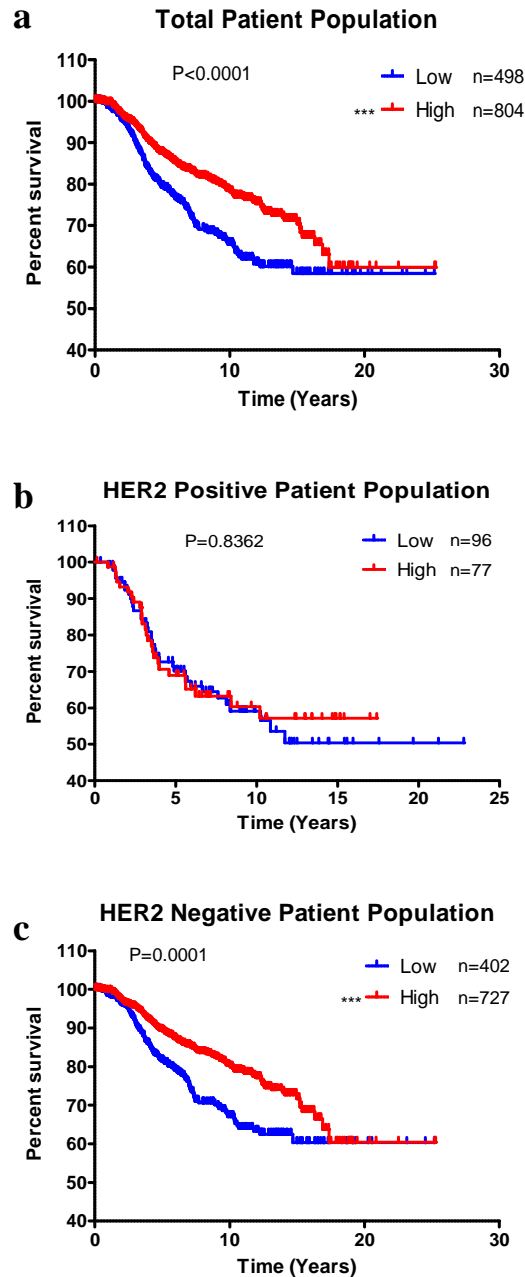 a
Total Patient Population
P<0.0001
Low n=498
*** High n=804
Percent survival
110
100
90
80
70
60
50
40
0 10 20 30
Time (Years)
b
HER2 Positive Patient Population
P=0.8362
Low n=96
High n=77
Percent survival
110
100
90
80
70
60
50
40
0 5 10 15 20 25
Time (Years)
c
HER2 Negative Patient Population
P=0.0001
Low n=402
*** High n=727
Percent survival
110
100
90
80
70
60
50
40
0 10 20 30
Time (Years)